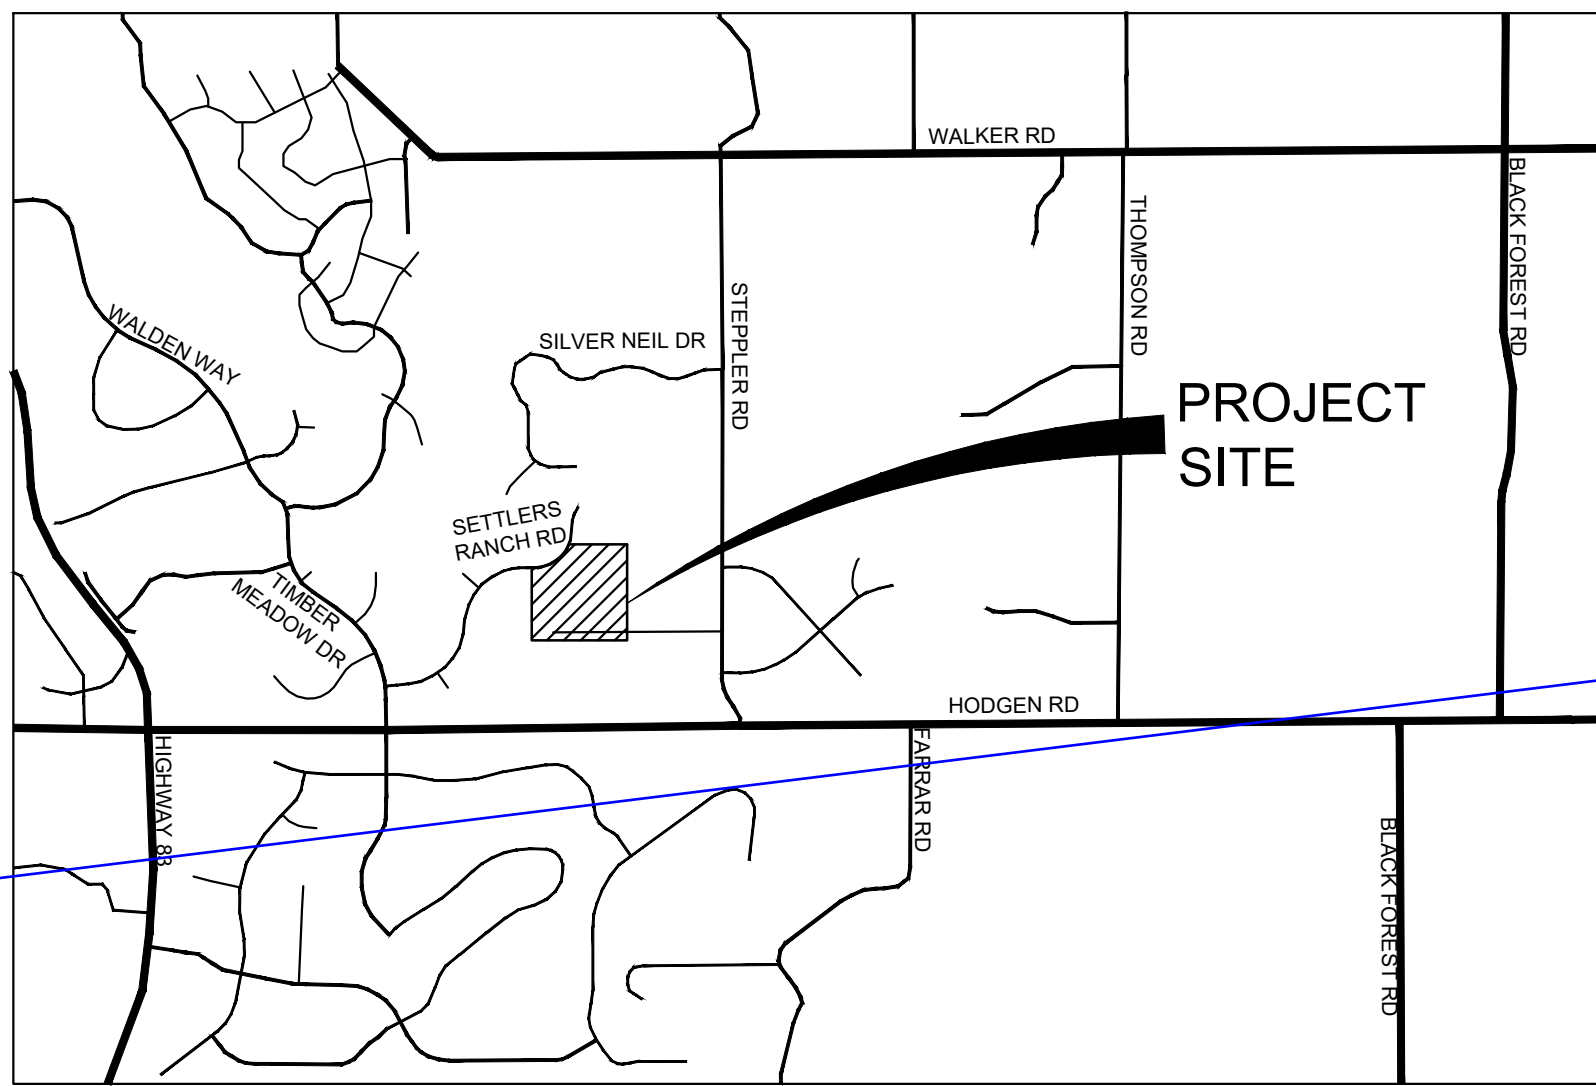 WALKER RD
BLACK FOREST RD
THOMPSON RD
STEPPLER RD
WALDEN WAY
SILVER NEIL DR
PROJECT
SITE
SETTLERS
RANCH RD
TIMBER
MEADOW DR
HODGEN RD
HIGHWAY 83
FARRAR RD
BLACK FOREST RD